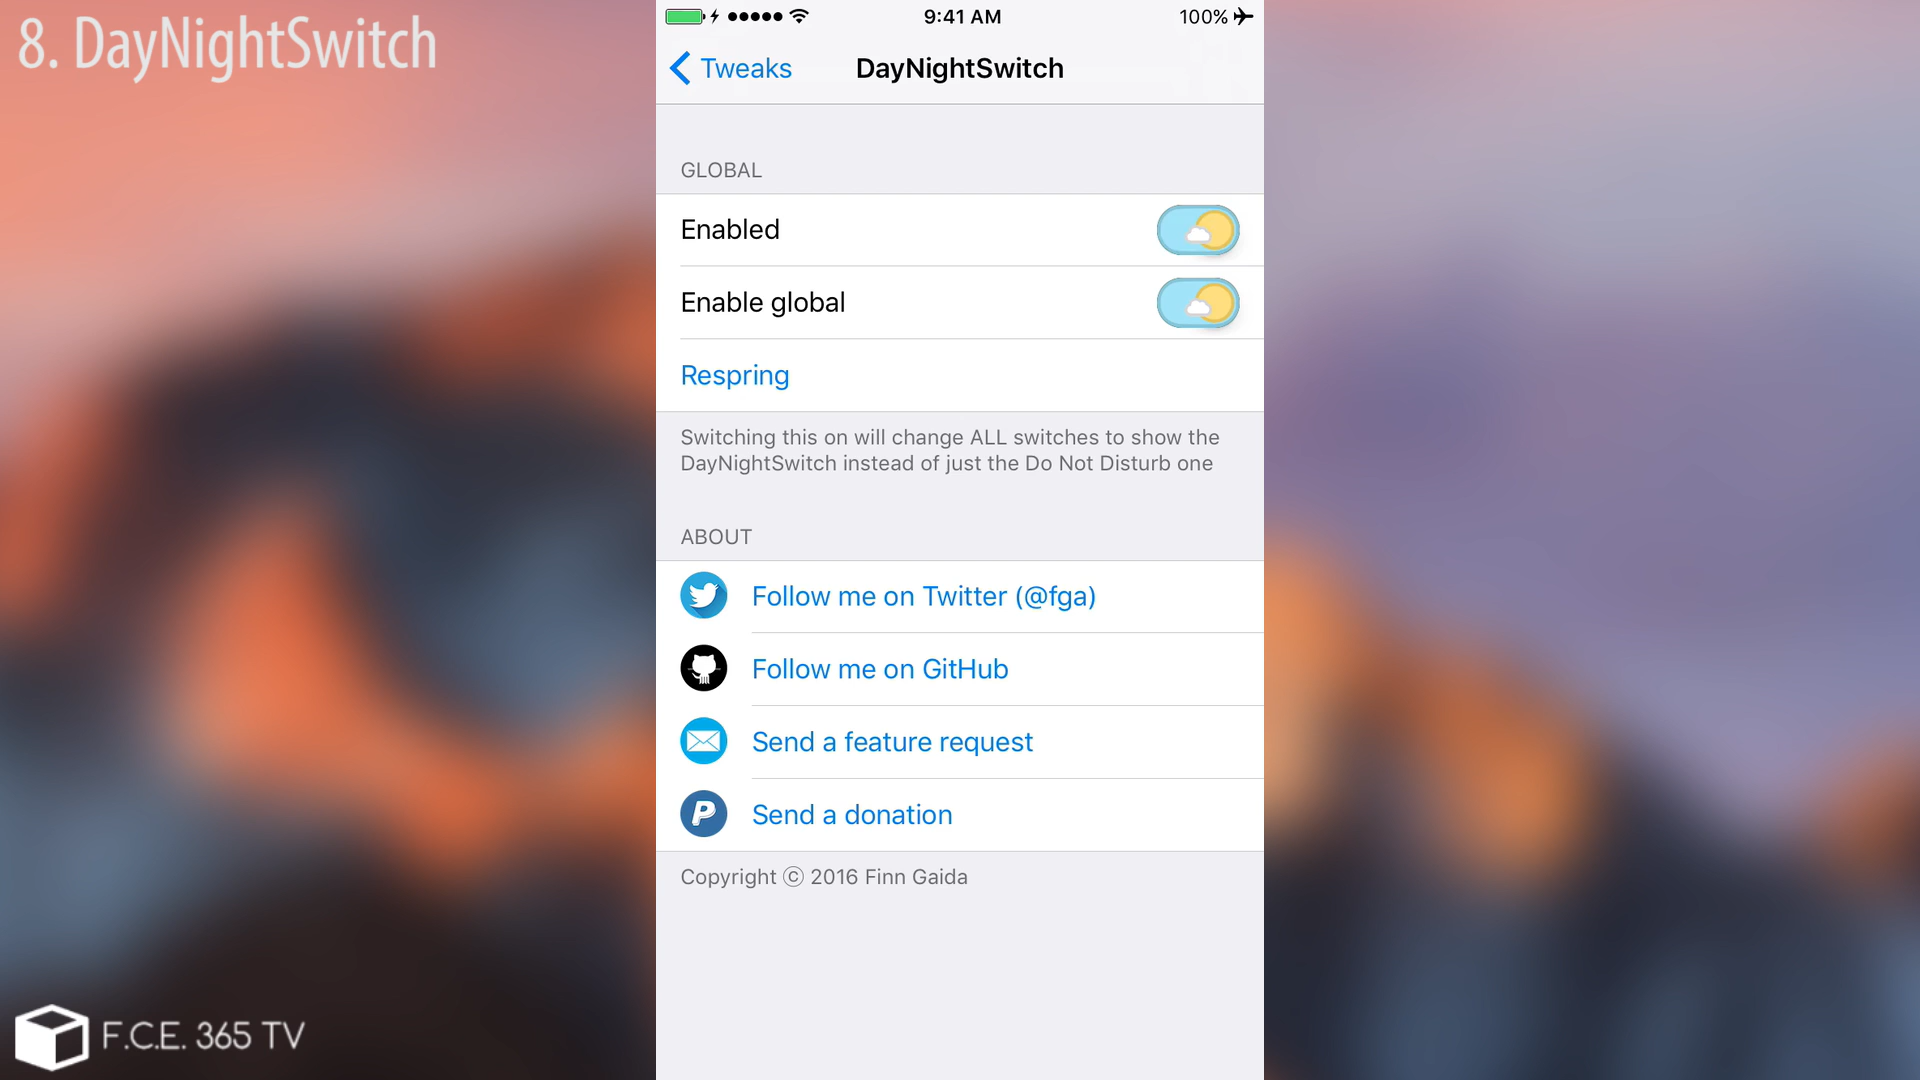 8. DayNightSwitch
9:41 AM
100%
Tweaks
DayNightSwitch
GLOBAL
Enabled
Enable global
Respring
Switching this on will change ALL switches to show the
DayNightSwitch instead of just the Do Not Disturb one
ABOUT
Follow me on Twitter (@fga)
Follow me on GitHub
Send a feature request
Send a donation
Copyright ⓒ 2016 Finn Gaida
F.C.E. 365 TV